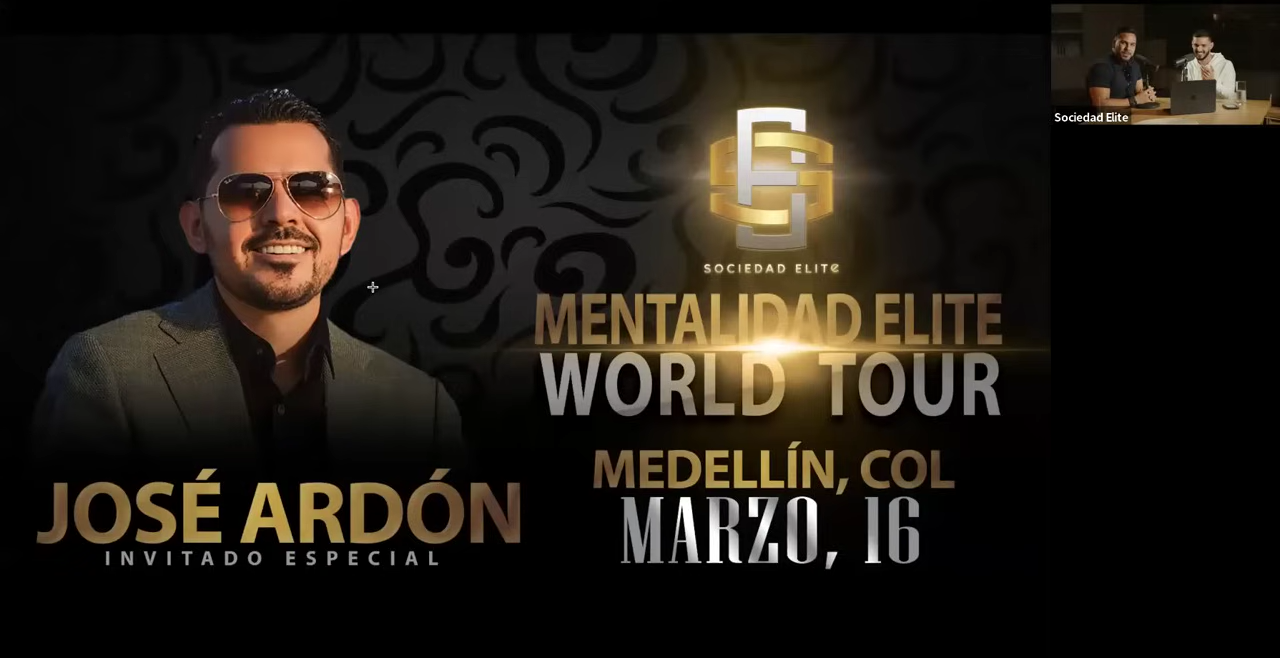 Sociedad Elite
SOCIEDAD ELITE
MENTALIDAD ELITE
WORLD TOUR
MEDELLÍN, COL
MARZO, 16
JOSÉ ARDÓN
INVITADO ESPECIAL